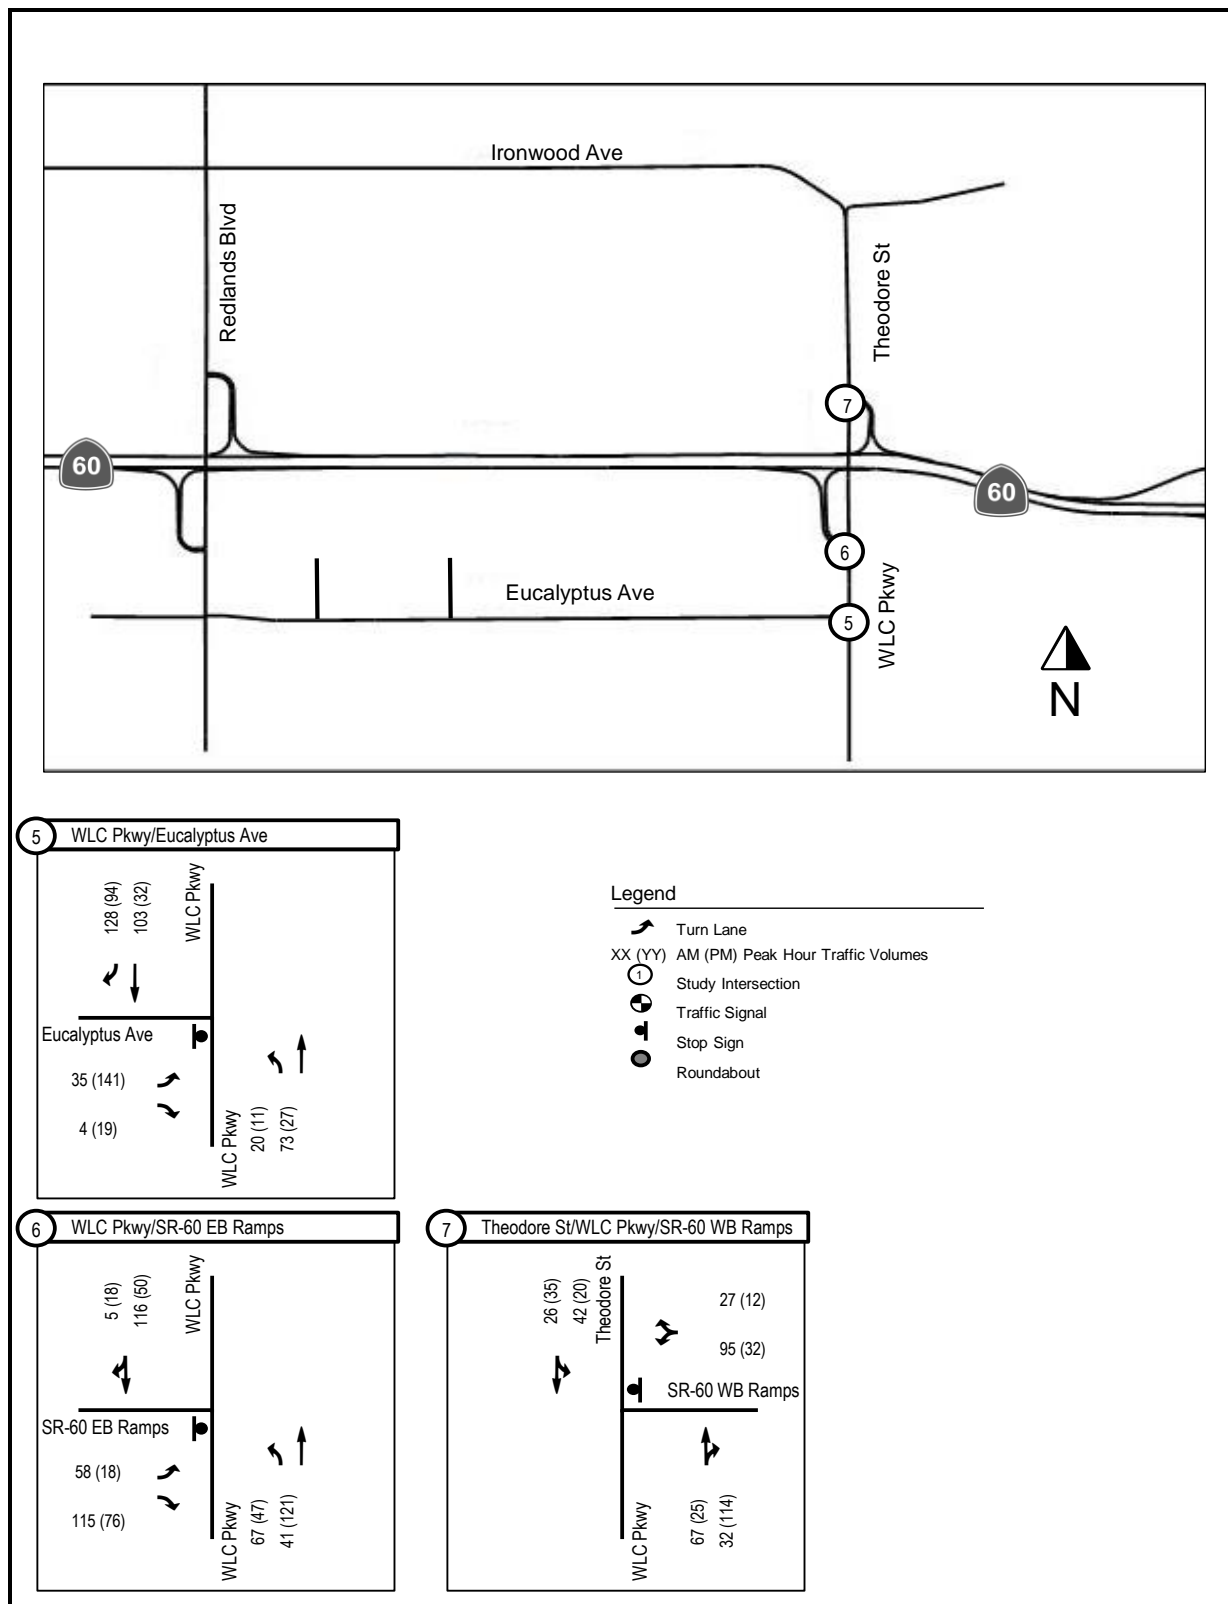 Ironwood Ave
Redlands Blvd
Theodore St
7
60
60
6
Eucalyptus Ave
5
WLC Pkwy
N
5 WLC Pkwy/Eucalyptus Ave
128 (94)
103 (32)
WLC Pkwy
Eucalyptus Ave
35 (141)
4 (19)
WLC Pkwy
20 (11)
73 (27)
Legend
Turn Lane
XX (YY) AM (PM) Peak Hour Traffic Volumes
1 Study Intersection
Traffic Signal
Stop Sign
Roundabout
6 WLC Pkwy/SR-60 EB Ramps
5 (18)
116 (50)
WLC Pkwy
SR-60 EB Ramps
58 (18)
115 (76)
WLC Pkwy
67 (47)
41 (121)
7 Theodore St/WLC Pkwy/SR-60 WB Ramps
26 (35)
42 (20)
Theodore St
27 (12)
95 (32)
SR-60 WB Ramps
WLC Pkwy
67 (25)
32 (114)